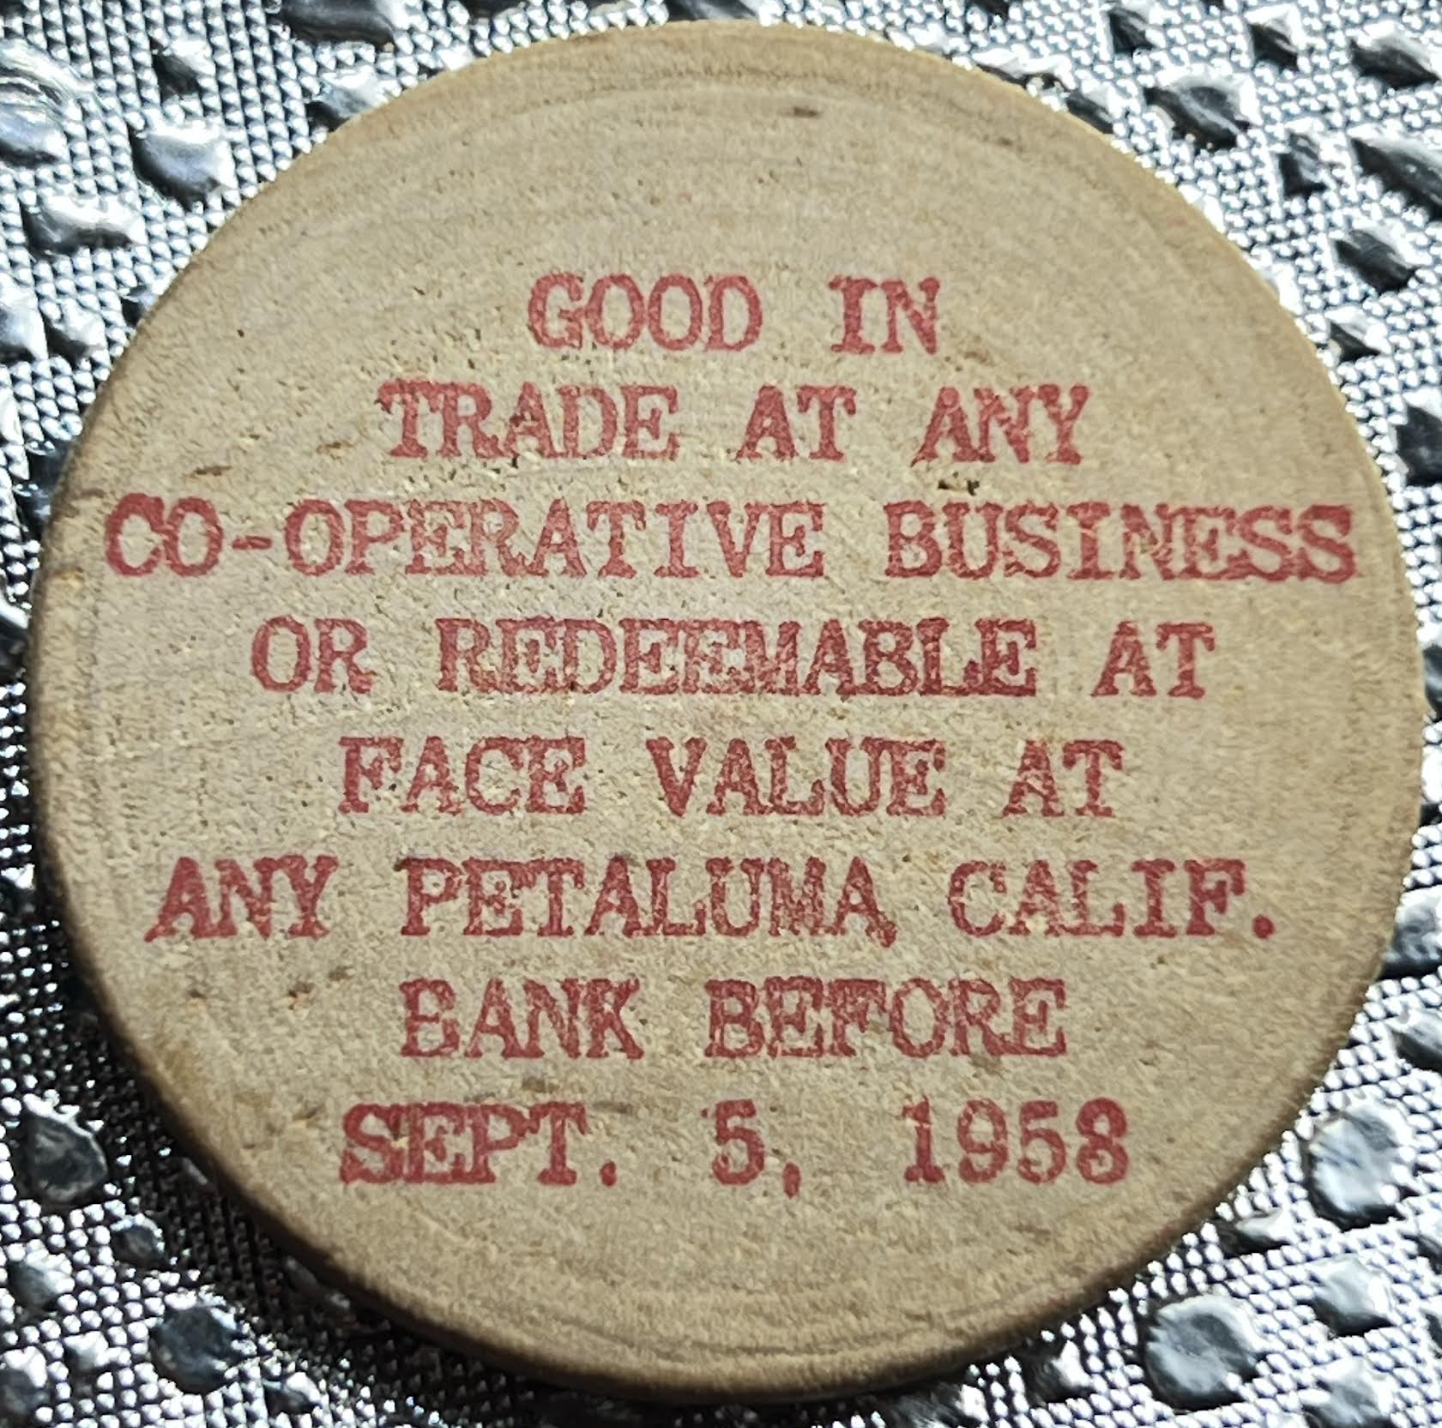 GOOD IN
TRADE AT ANY
CO-OPERATIVE BUSINESS
OR REDEEMABLE AT
FACE VALUE AT
ANY PETALUMA, CALIF.
BANK BEFORE
SEPT. 5, 1958